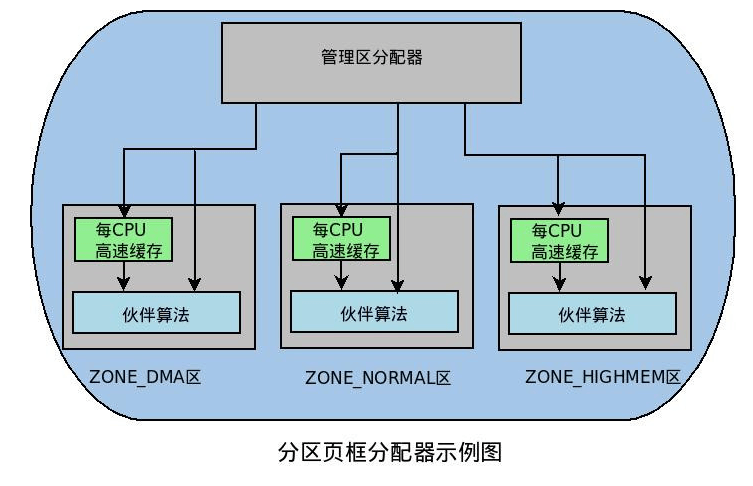 管理区分配器
每CPU
高速缓存
伙伴算法
ZONE_DMA区
每CPU
高速缓存
伙伴算法
ZONE_NORMAL区
每CPU
高速缓存
伙伴算法
ZONE_HIGHMEM区
分区页框分配器示例图